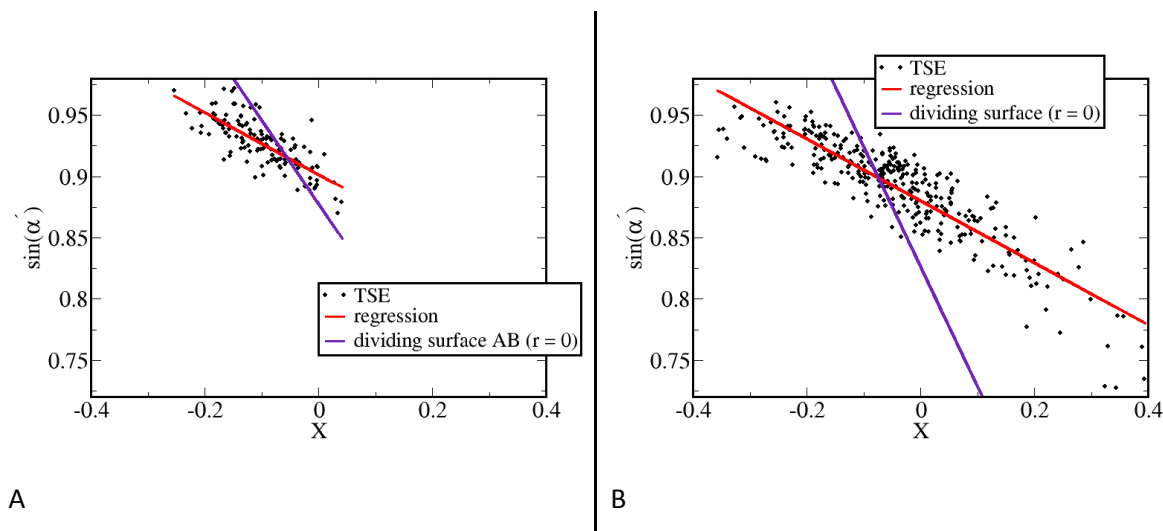 0.95
0.9
0.85
0.8
0.75
sin(α´)
-0.4 -0.2 0 0.2 0.4
X
TSE
regression
dividing surface AB (r = 0)
A
TSE
regression
dividing surface (r = 0)
0.95
0.9
0.85
0.8
0.75
sin(α´)
-0.4 -0.2 0 0.2 0.4
X
B